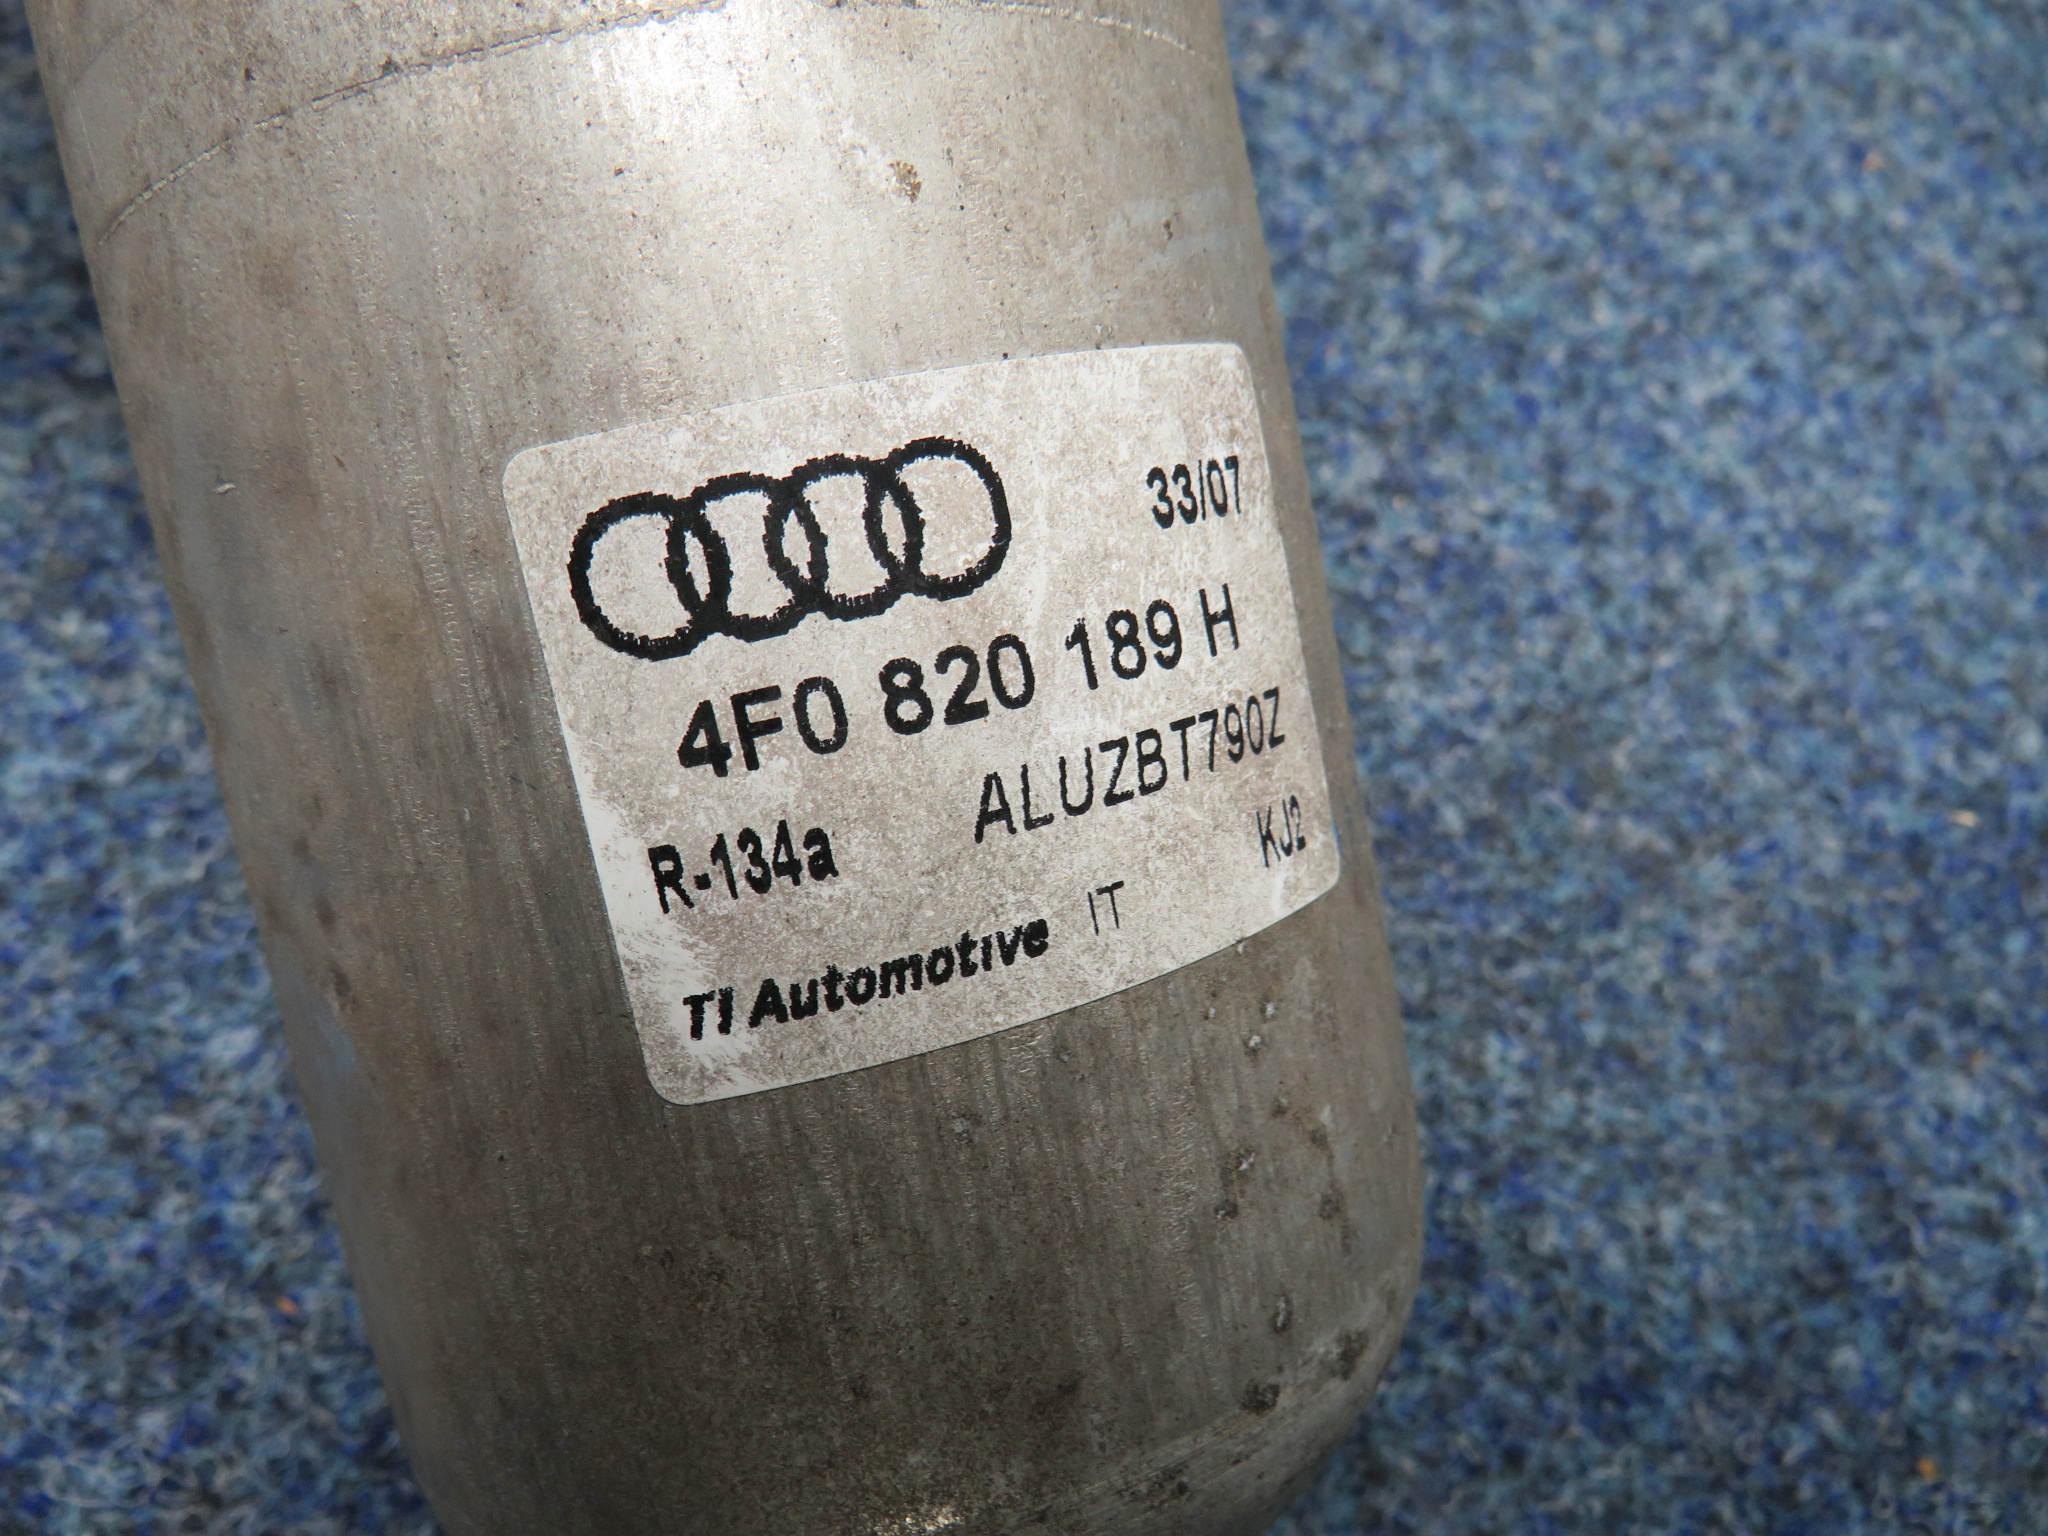 33/07
4F0 820 189 H
ALUZBT790Z
R-134a
KJ2
TI Automotive IT